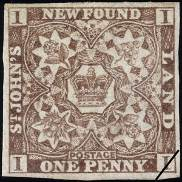 1 NEWFOUND 1
ST. JOHN'S
LAND
POSTAGE
1 ONE PENNY 1